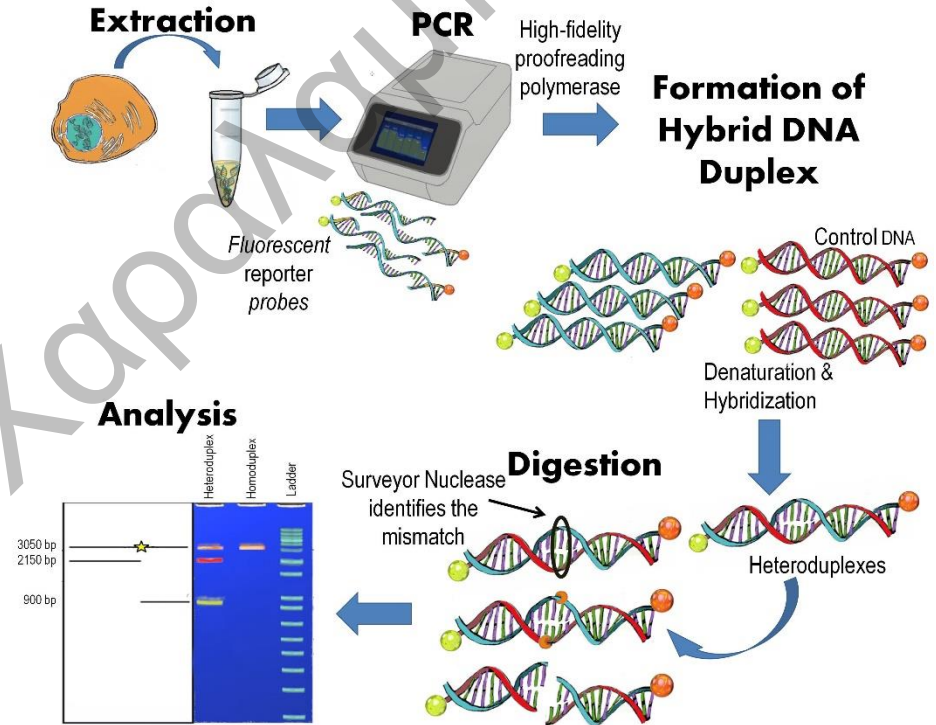 Extraction
PCR
High-fidelity
proofreading
polymerase
Formation of
Hybrid DNA
Duplex
Fluorescent
reporter
probes
Control DNA
Denaturation &
Hybridization
Analysis
Heteroduplex
Homoduplex
Ladder
3050 bp
2150 bp
900 bp
Digestion
Surveyor Nuclease
identifies the
mismatch
Heteroduplexes